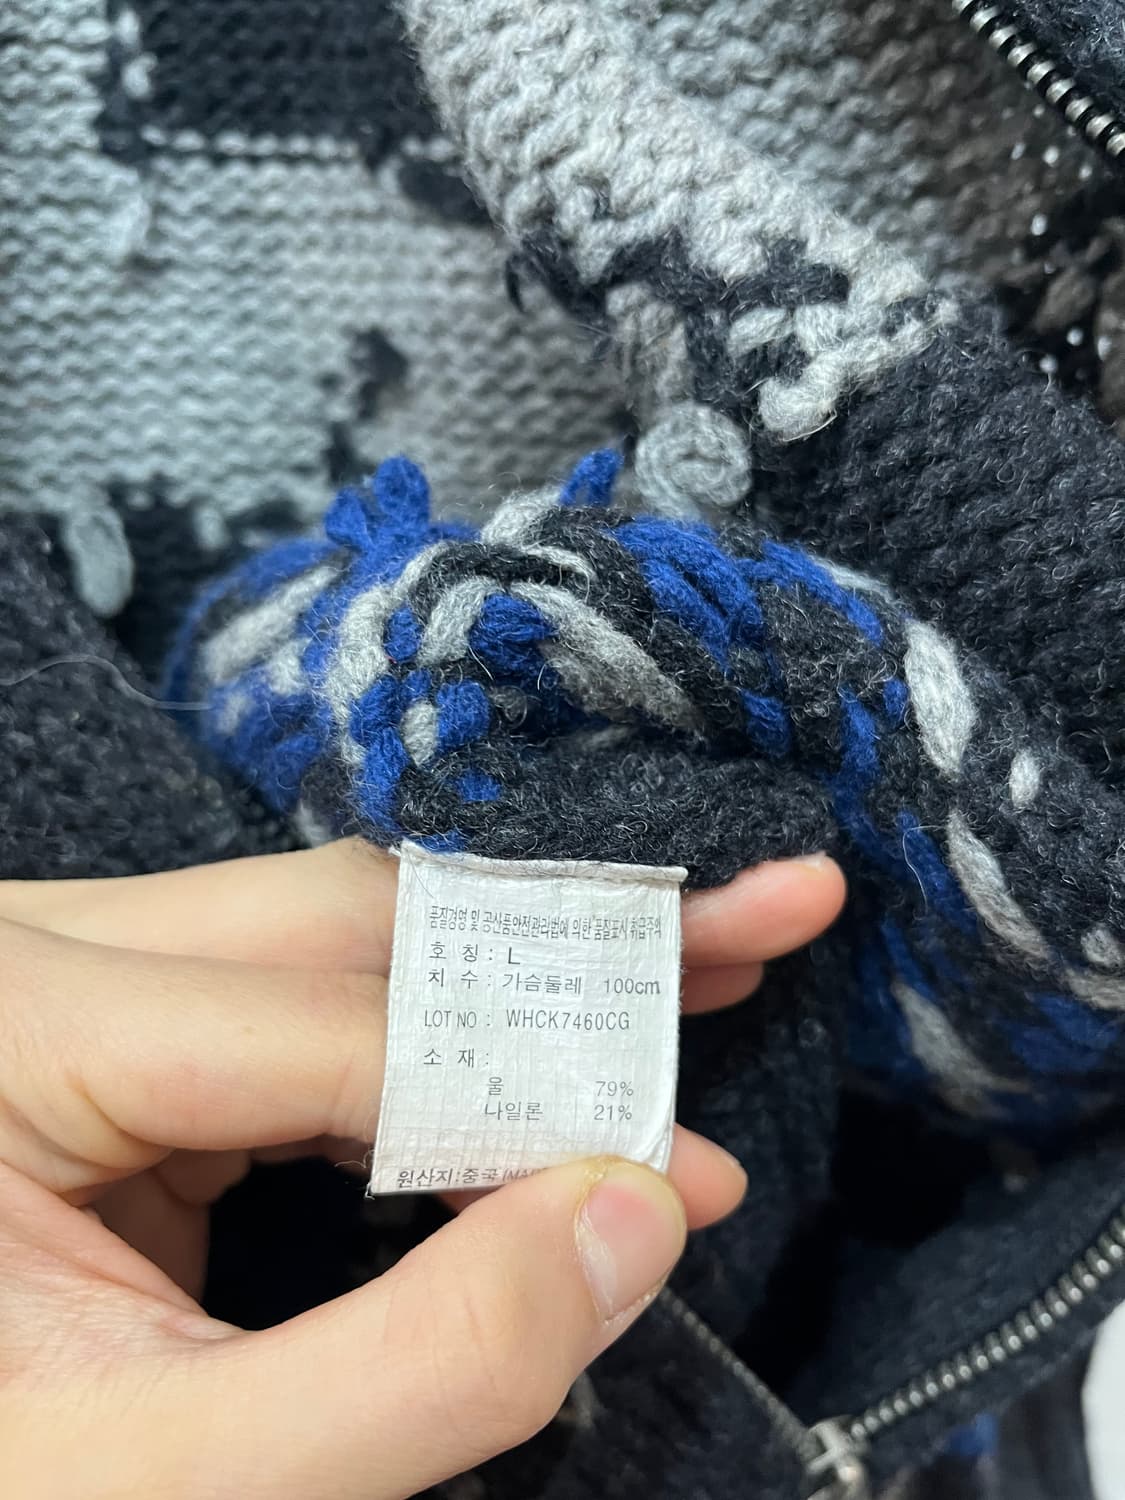 품질경영 및 공산품안전관리법에 의한 품질표시 취급주의
호 칭 : L
치 수 : 가슴둘레 100cm
LOT NO : WHCK7460CG
소 재 :
울 79%
나일론 21%
원산지:중국